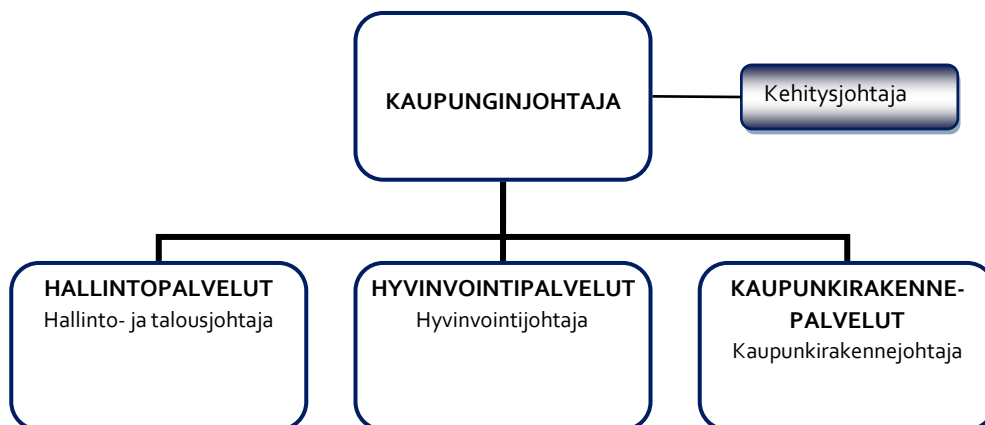 KAUPUNGINJOHTAJA
Kehitysjohtaja
HALLINTOPALVELUT
Hallinto- ja talousjohtaja
HYVINVOINTIPALVELUT
Hyvinvointijohtaja
KAUPUNKIRAKENNE-
PALVELUT
Kaupunkirakennejohtaja